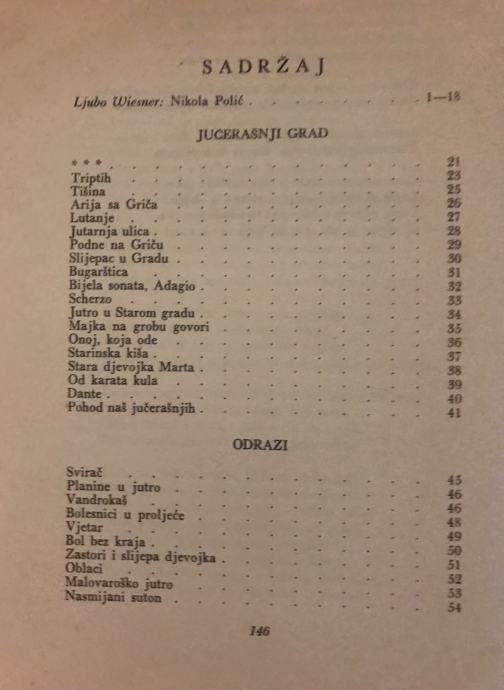 SADRŽAJ
Ljubo Wiesner: Nikola Polić . . . . . . . . 1—18
JUČERAŠNJI GRAD
* * * . . . . . . . . . . . . . 21
Triptih . . . . . . . . . . . . . 23
Tišina . . . . . . . . . . . . . 25
Arija sa Griča . . . . . . . . . . . 26
Lutanje . . . . . . . . . . . . . 27
Jutarnja ulica . . . . . . . . . . . . 28
Podne na Griču . . . . . . . . . . . 29
Slijepac u Gradu . . . . . . . . . . . 30
Bugarštica . . . . . . . . . . . . 31
Bijela sonata, Adagio . . . . . . . . . . 32
Scherzo . . . . . . . . . . . . . 33
Jutro u Starom gradu . . . . . . . . . . 34
Majka na grobu govori . . . . . . . . . 35
Onoj, koja ode . . . . . . . . . . . 36
Starinska kiša . . . . . . . . . . . . 37
Stara djevojka Marta . . . . . . . . . . 38
Od karata kula . . . . . . . . . . . 39
Dante . . . . . . . . . . . . . . 40
Pohod naš jučerašnjih . . . . . . . . . . 41
ODRAZI
Svirač . . . . . . . . . . . . . 45
Planine u jutro . . . . . . . . . . . 46
Vandrokaš . . . . . . . . . . . . 46
Bolesnici u proljeće . . . . . . . . . . 48
Vjetar . . . . . . . . . . . . . 49
Bol bez kraja . . . . . . . . . . . . 50
Zastori i slijepa djevojka . . . . . . . . . 51
Oblaci . . . . . . . . . . . . . 52
Malovaroško jutro . . . . . . . . . . . 53
Nasmijani suton . . . . . . . . . . . 54
146